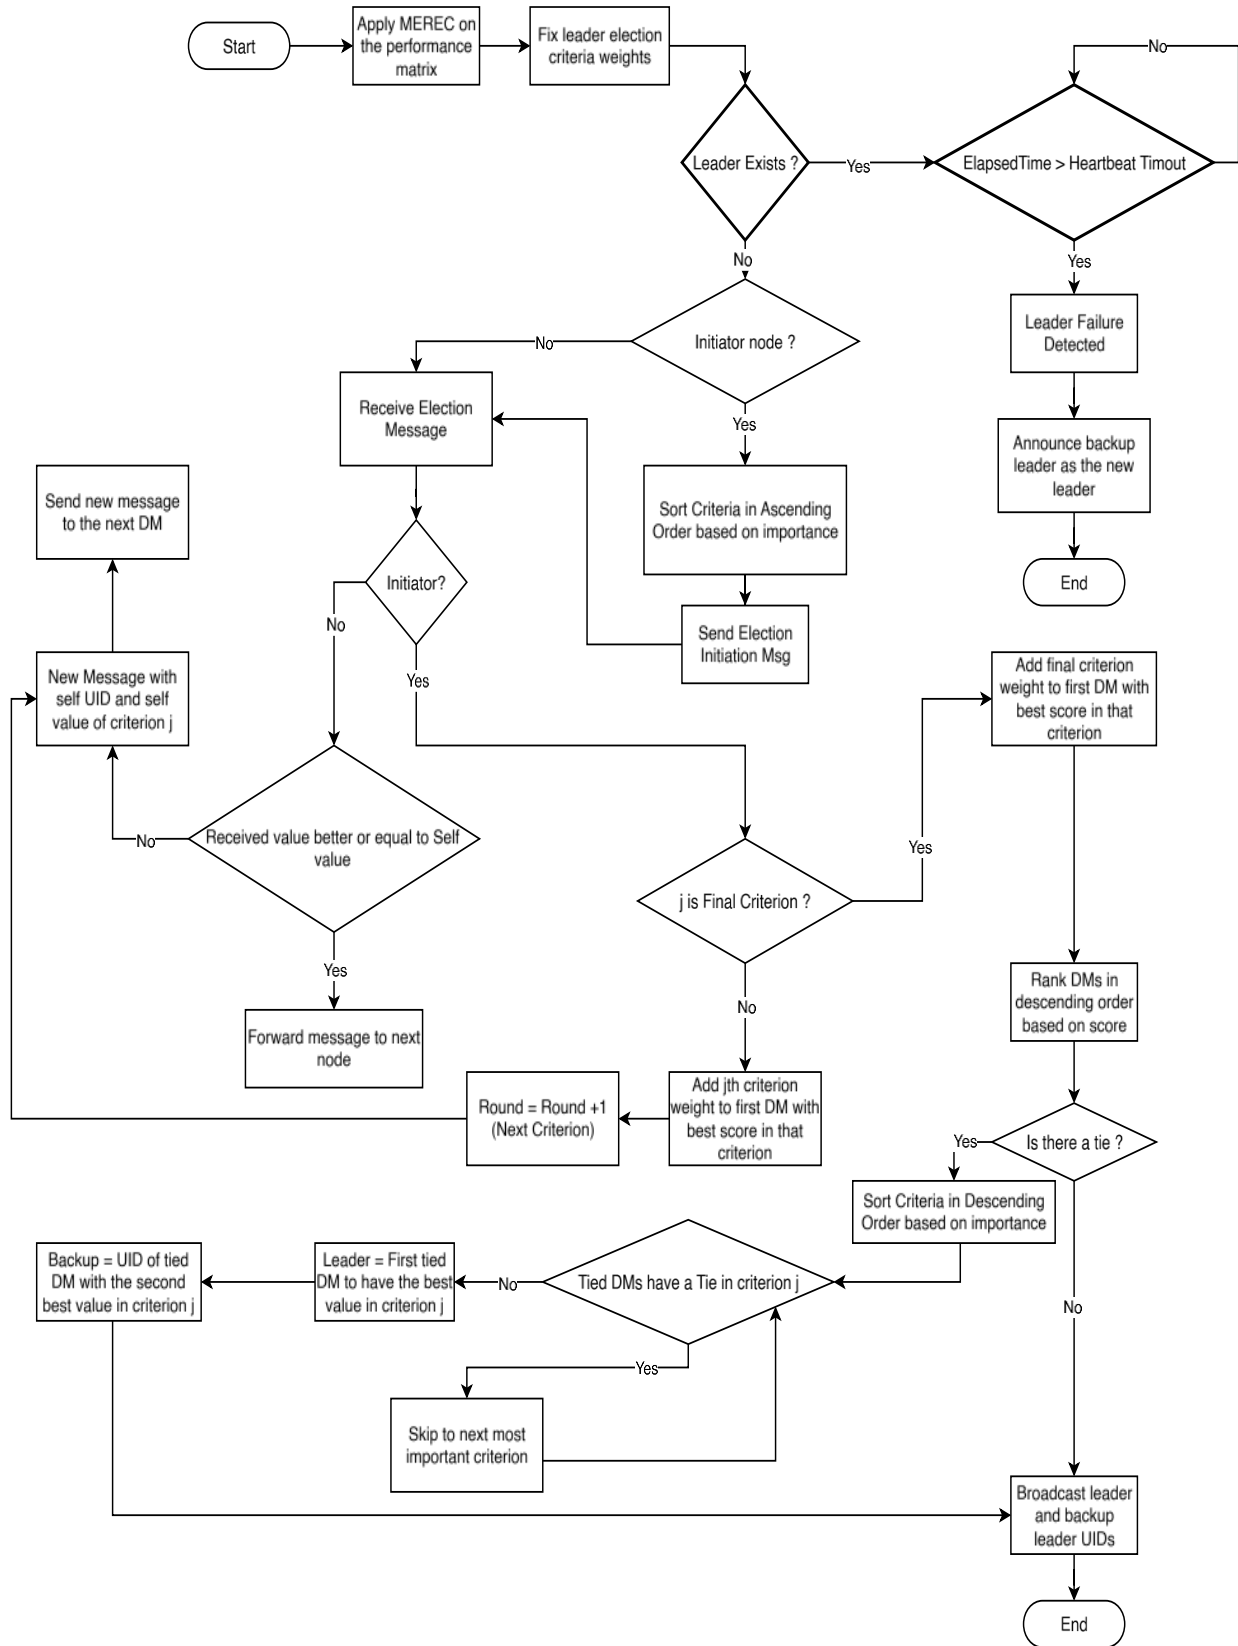 Start
Apply MEREC on
the performance
matrix
Fix leader election
criteria weights
No
Leader Exists ?
Yes
ElapsedTime > Heartbeat Timout
No
Yes
Initiator node ?
No
Leader Failure
Detected
Receive Election
Message
Yes
Announce backup
leader as the new
leader
Send new message
to the next DM
Sort Criteria in Ascending
Order based on importance
Initiator?
End
No
Send Election
Initiation Msg
Yes
New Message with
self UID and self
value of criterion j
Add final criterion
weight to first DM with
best score in that
criterion
Received value better or equal to Self
value
No
Yes
j is Final Criterion ?
Yes
No
Rank DMs in
descending order
based on score
Forward message to next
node
Round = Round +1
(Next Criterion)
Add jth criterion
weight to first DM with
best score in that
criterion
Is there a tie ?
Yes
Sort Criteria in Descending
Order based on importance
Backup = UID of tied
DM with the second
best value in criterion j
Leader = First tied
DM to have the best
value in criterion j
No
Tied DMs have a Tie in criterion j
No
Yes
Skip to next most
important criterion
Broadcast leader
and backup
leader UIDs
End